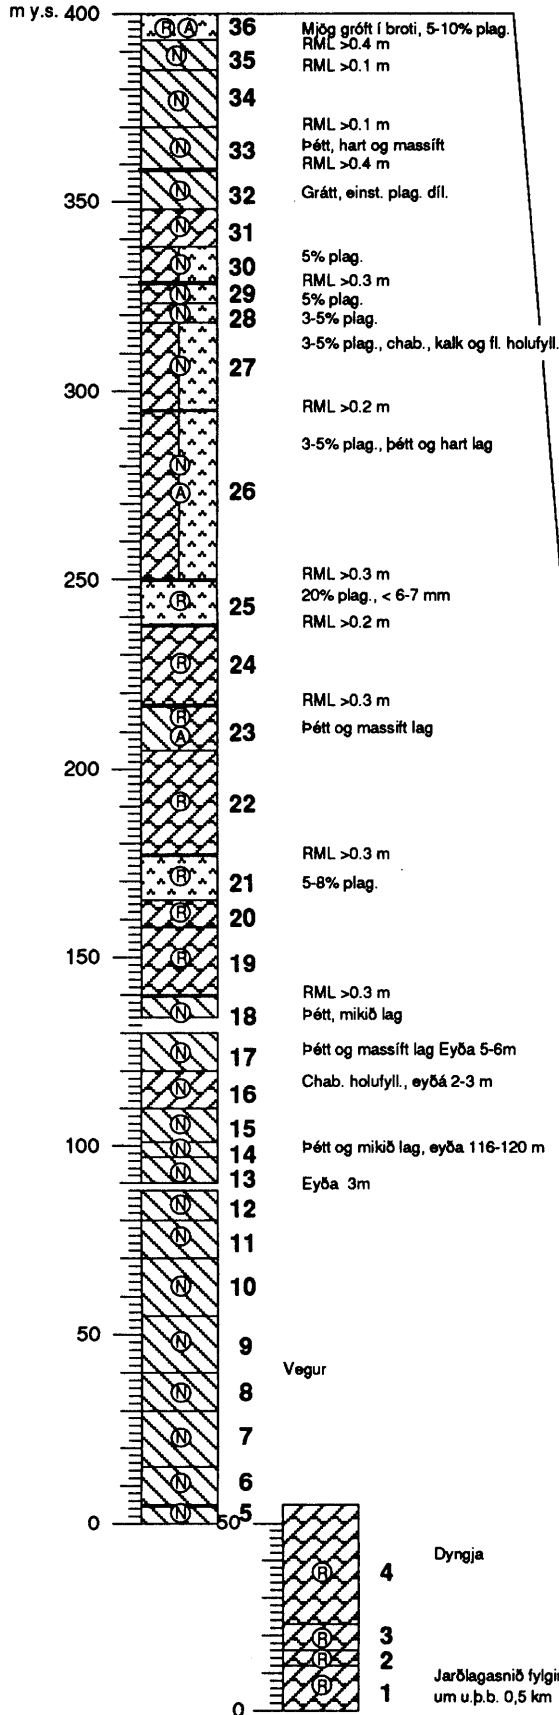 m y.s.
400
R A 36 Mjög gróft í broti, 5-10% plag.
RML >0.4 m
N 35
RML >0.1 m
N 34
RML >0.1 m
N 33 Þétt, hart og massíft
RML >0.4 m
350
N 32 Grátt, einst. plag. díl.
N 31
N 30 5% plag.
RML >0.3 m
N 29 5% plag.
N 28 3-5% plag.
N 27 3-5% plag., chab., kalk og fl. holufyll.
300
RML >0.2 m
N 3-5% plag., þétt og hart lag
A 26
250
RML >0.3 m
R 25 20% plag., < 6-7 mm
RML >0.2 m
R 24
RML >0.3 m
R
A 23 Þétt og massíft lag
200
R 22
RML >0.3 m
R 21 5-8% plag.
R 20
150
R 19
RML >0.3 m
N 18 Þétt, mikið lag
N 17 Þétt og massíft lag Eyða 5-6m
N 16 Chab. holufyll., eyðá 2-3 m
N 15
100
N 14 Þétt og mikið lag, eyða 116-120 m
N 13 Eyða 3m
N 12
N 11
N 10
50
N 9
Vegur
N 8
N 7
N 6
N 5
0 50
R 4 Dyngja
R 3
R 2
R 1 Jarðlagasnið fylgir
um u.þ.b. 0,5 km
0